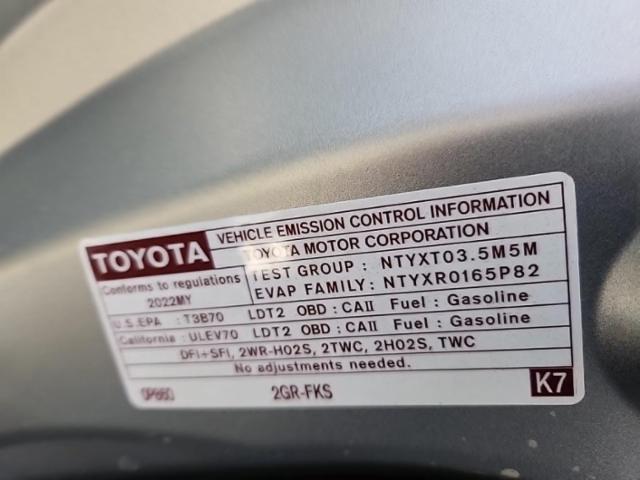 TOYOTA
VEHICLE EMISSION CONTROL INFORMATION
TOYOTA MOTOR CORPORATION
Conforms to regulations
2022MY
TEST GROUP : NTYXT03.5M5M
EVAP FAMILY: NTYXR0165P82
U.S.EPA : T3B70 LDT2 OBD : CAII Fuel : Gasoline
California : ULEV70 LDT2 OBD : CAII Fuel : Gasoline
DFI+SFI, 2WR-HO2S, 2TWC, 2HO2S, TWC
No adjustments needed.
2GR-FKS
K7